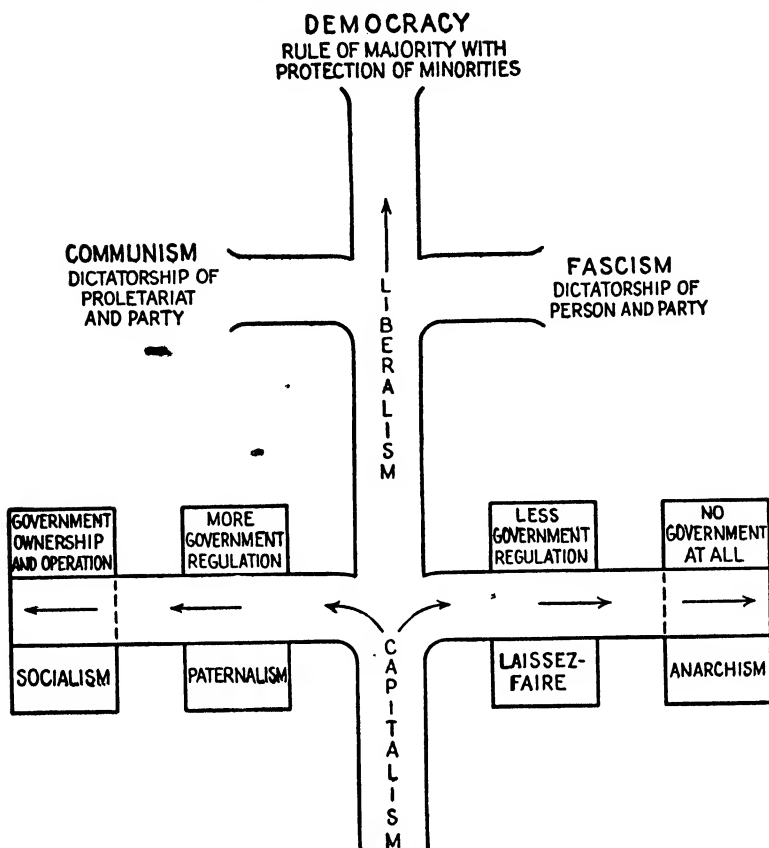 DEMOCRACY
RULE OF MAJORITY WITH
PROTECTION OF MINORITIES
COMMUNISM
DICTATORSHIP OF
PROLETARIAT
AND PARTY
FASCISM
DICTATORSHIP OF
PERSON AND PARTY
LIBERALISM
GOVERNMENT
OWNERSHIP
AND OPERATION
MORE
GOVERNMENT
REGULATION
LESS
GOVERNMENT
REGULATION
NO
GOVERNMENT
AT ALL
SOCIALISM
PATERNALISM
LAISSEZ-
FAIRE
ANARCHISM
CAPITALISM